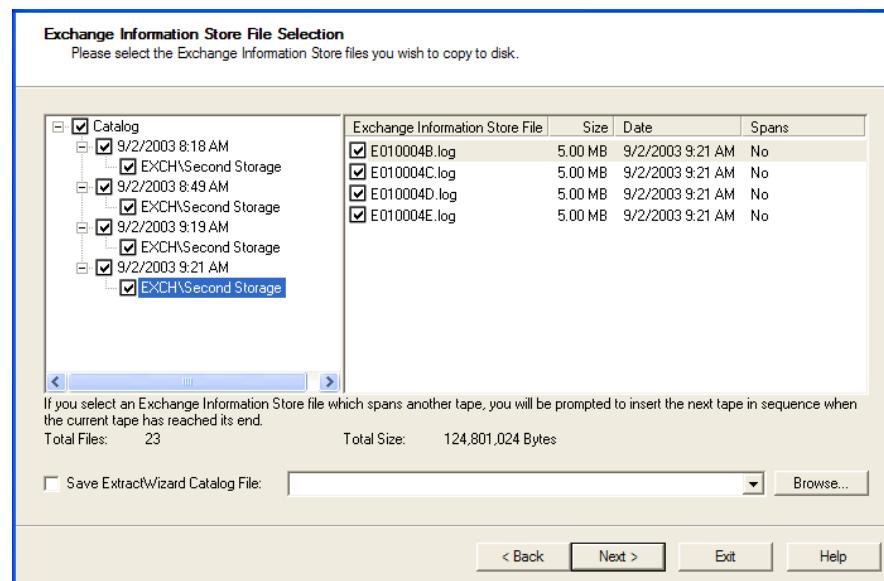 Exchange Information Store File Selection
Please select the Exchange Information Store files you wish to copy to disk.
Catalog
9/2/2003 8:18 AM
EXCH\Second Storage
9/2/2003 8:49 AM
EXCH\Second Storage
9/2/2003 9:19 AM
EXCH\Second Storage
9/2/2003 9:21 AM
EXCH\Second Storage
Exchange Information Store File Size Date Spans
E010004B.log 5.00 MB 9/2/2003 9:21 AM No
E010004C.log 5.00 MB 9/2/2003 9:21 AM No
E010004D.log 5.00 MB 9/2/2003 9:21 AM No
E010004E.log 5.00 MB 9/2/2003 9:21 AM No
If you select an Exchange Information Store file which spans another tape, you will be prompted to insert the next tape in sequence when
the current tape has reached its end.
Total Files: 23 Total Size: 124,801,024 Bytes
Save ExtractWizard Catalog File: Browse...
< Back Next > Exit Help